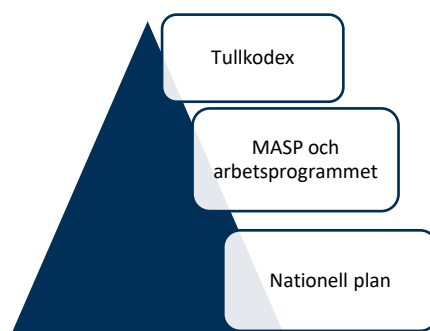 Tullkodex
MASP och
arbetsprogrammet
Nationell plan